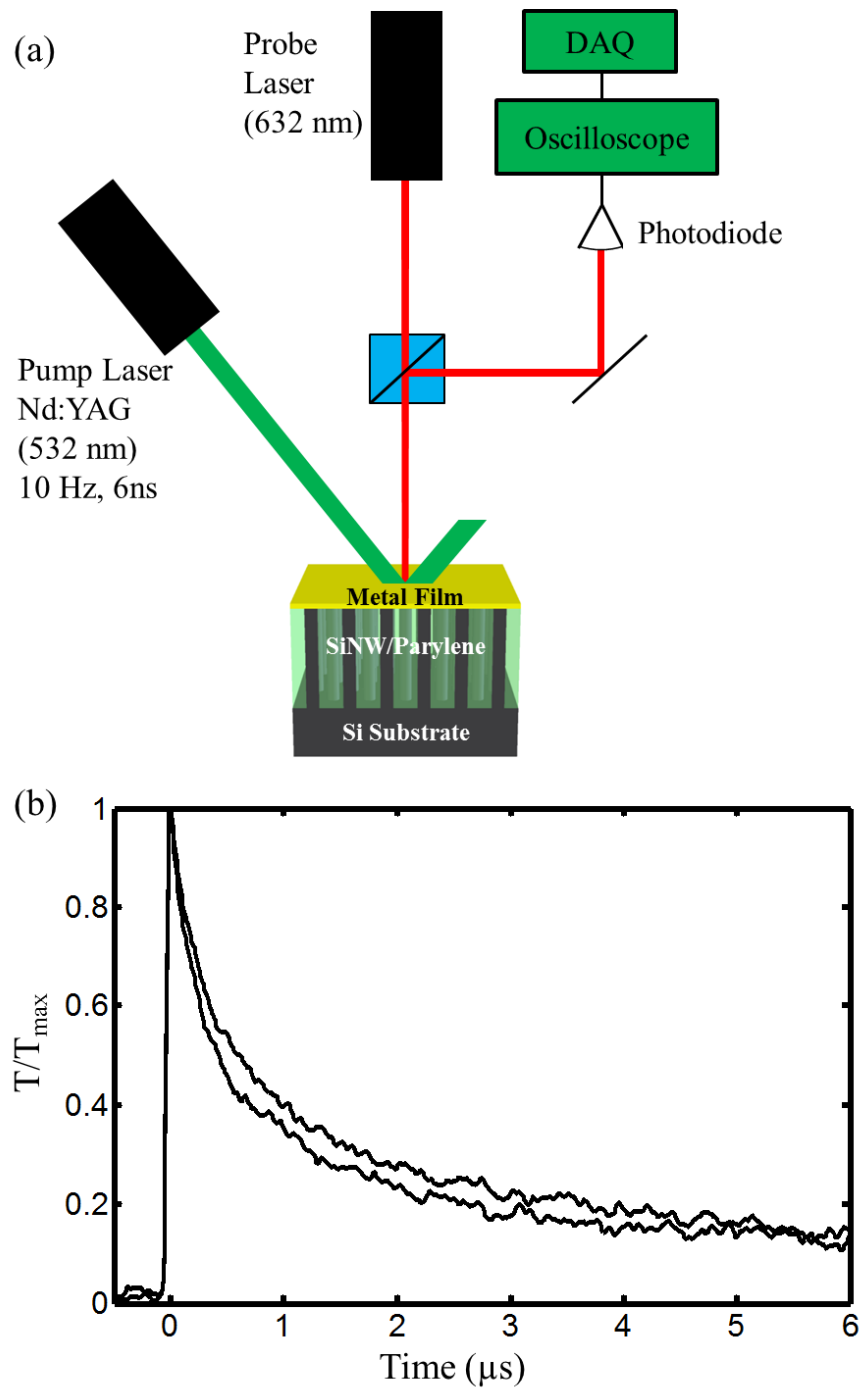 (a)
Probe
Laser
(632 nm)
DAQ
Oscilloscope
Photodiode
Pump Laser
Nd:YAG
(532 nm)
10 Hz, 6ns
Metal Film
SiNW/Parylene
Si Substrate
(b)
1
0.8
0.6
0.4
0.2
0
T/Tmax
0 1 2 3 4 5 6
Time (µs)